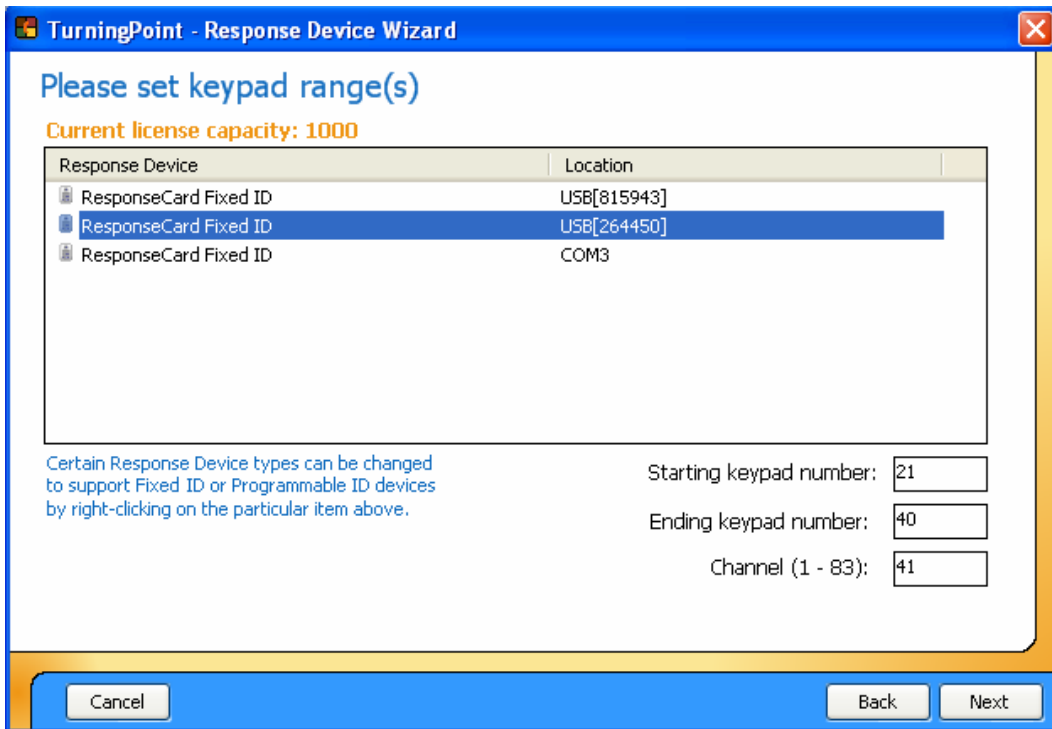 TurningPoint - Response Device Wizard
Please set keypad range(s)
Current license capacity: 1000
Response Device Location
ResponseCard Fixed ID USB[815943]
ResponseCard Fixed ID USB[264450]
ResponseCard Fixed ID COM3
Certain Response Device types can be changed
to support Fixed ID or Programmable ID devices
by right-clicking on the particular item above.
Starting keypad number: 21
Ending keypad number: 40
Channel (1 - 83): 41
Cancel Back Next